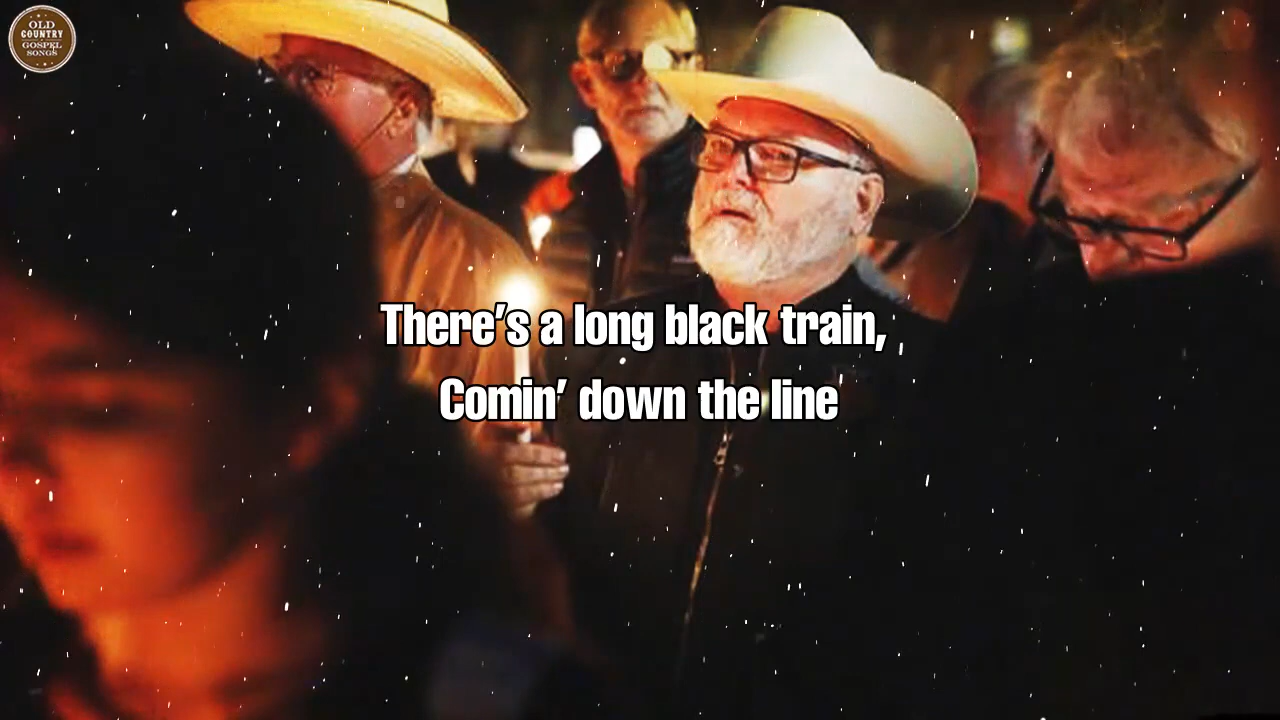 OLD
COUNTRY
GOSPEL
SONGS
There's a long black train,
Comin' down the line